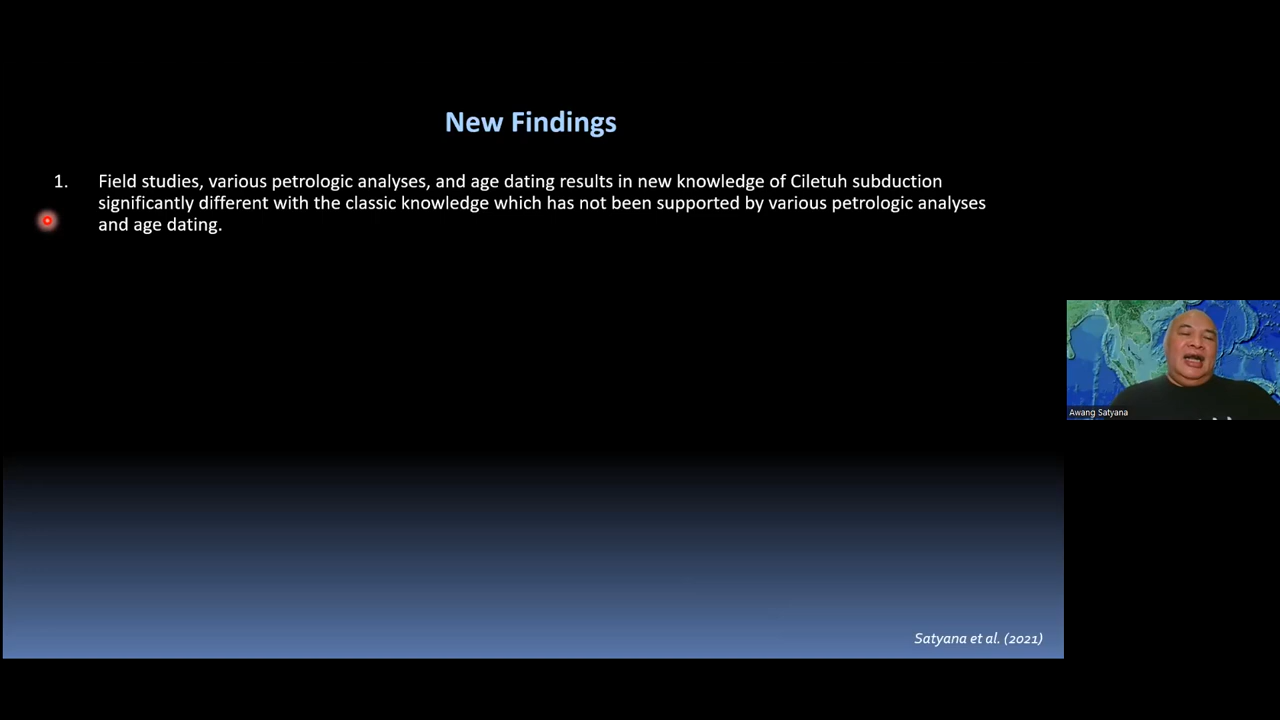 New Findings
1. Field studies, various petrologic analyses, and age dating results in new knowledge of Ciletuh subduction
significantly different with the classic knowledge which has not been supported by various petrologic analyses
and age dating.
Awang Satyana
Satyana et al. (2021)